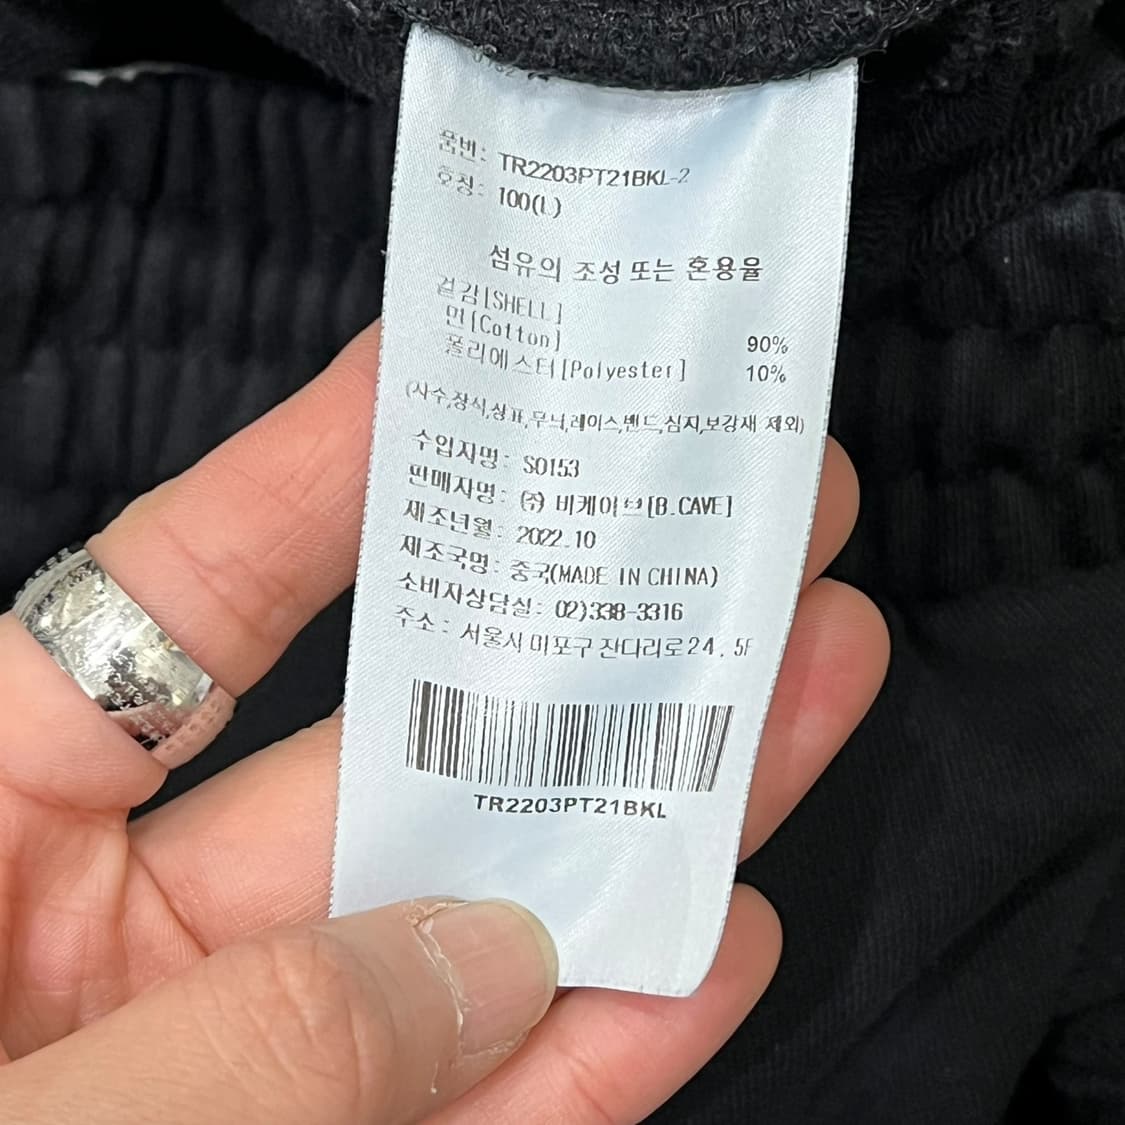 품번: TR2203PT21BKL-2
호칭: 100(L)
섬유의 조성 또는 혼용율
겉감[SHELL]
면[Cotton] 90%
폴리에스터[Polyester] 10%
(자수,장식,상표,무늬,레이스,밴드,심지,보강재 제외)
수입자명: S0153
판매자명: ㈜ 비케이브[B.CAVE]
제조년월: 2022.10
제조국명: 중국(MADE IN CHINA)
소비자상담실: 02)338-3316
주소: 서울시 마포구 잔다리로24, 5F
TR2203PT21BKL